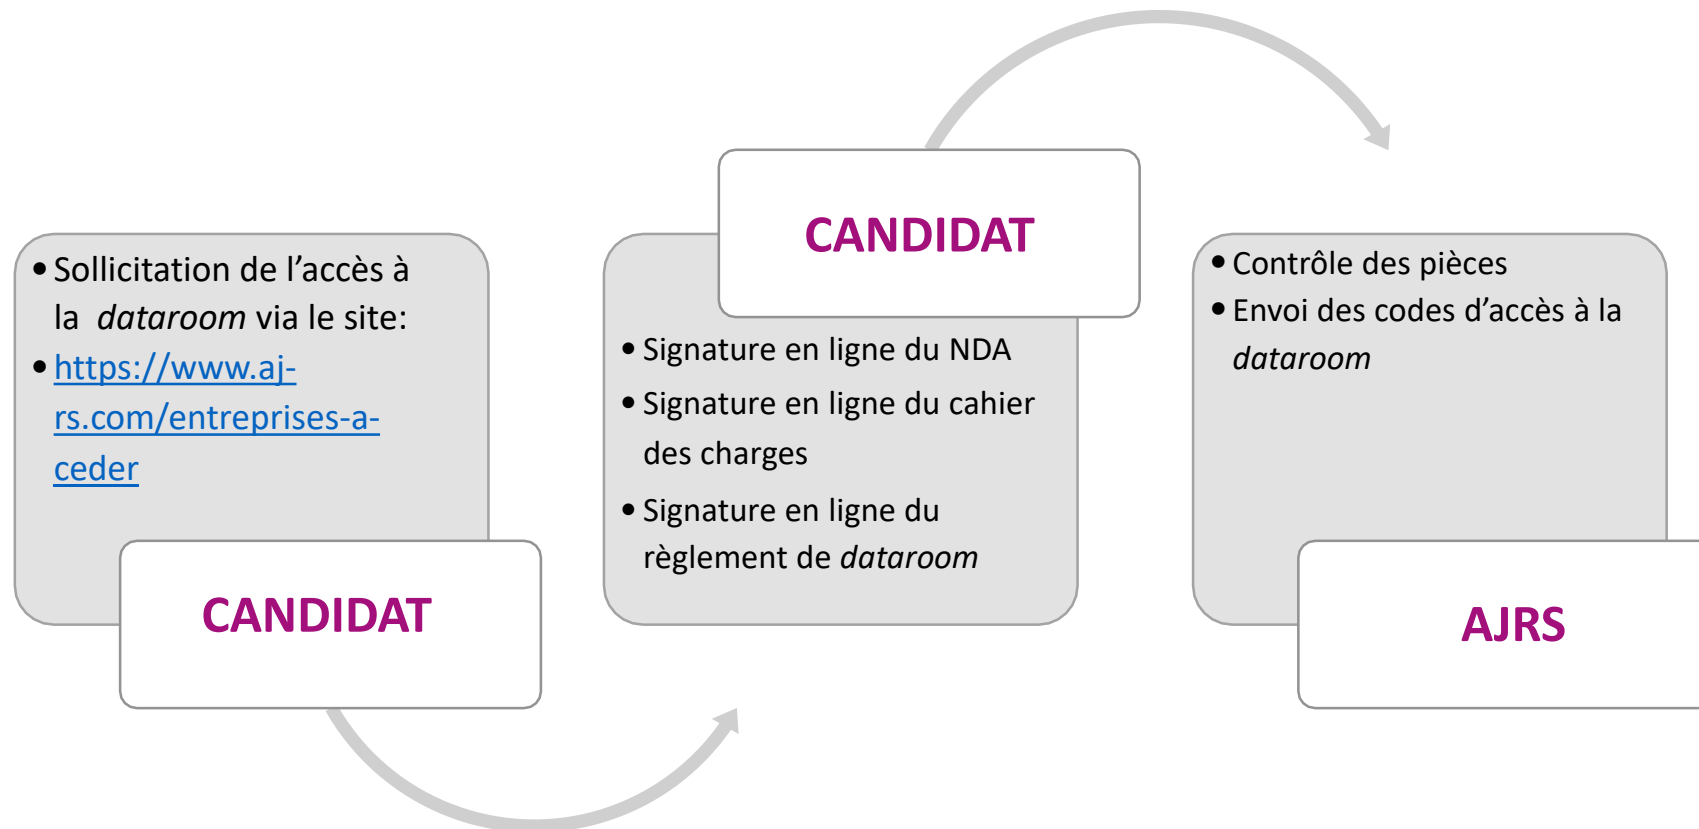 • Sollicitation de l’accès à
la dataroom via le site:
• https://www.aj-
rs.com/entreprises-a-
ceder
CANDIDAT
CANDIDAT
• Signature en ligne du NDA
• Signature en ligne du cahier
des charges
• Signature en ligne du
règlement de dataroom
• Contrôle des pièces
• Envoi des codes d’accès à la
dataroom
AJRS